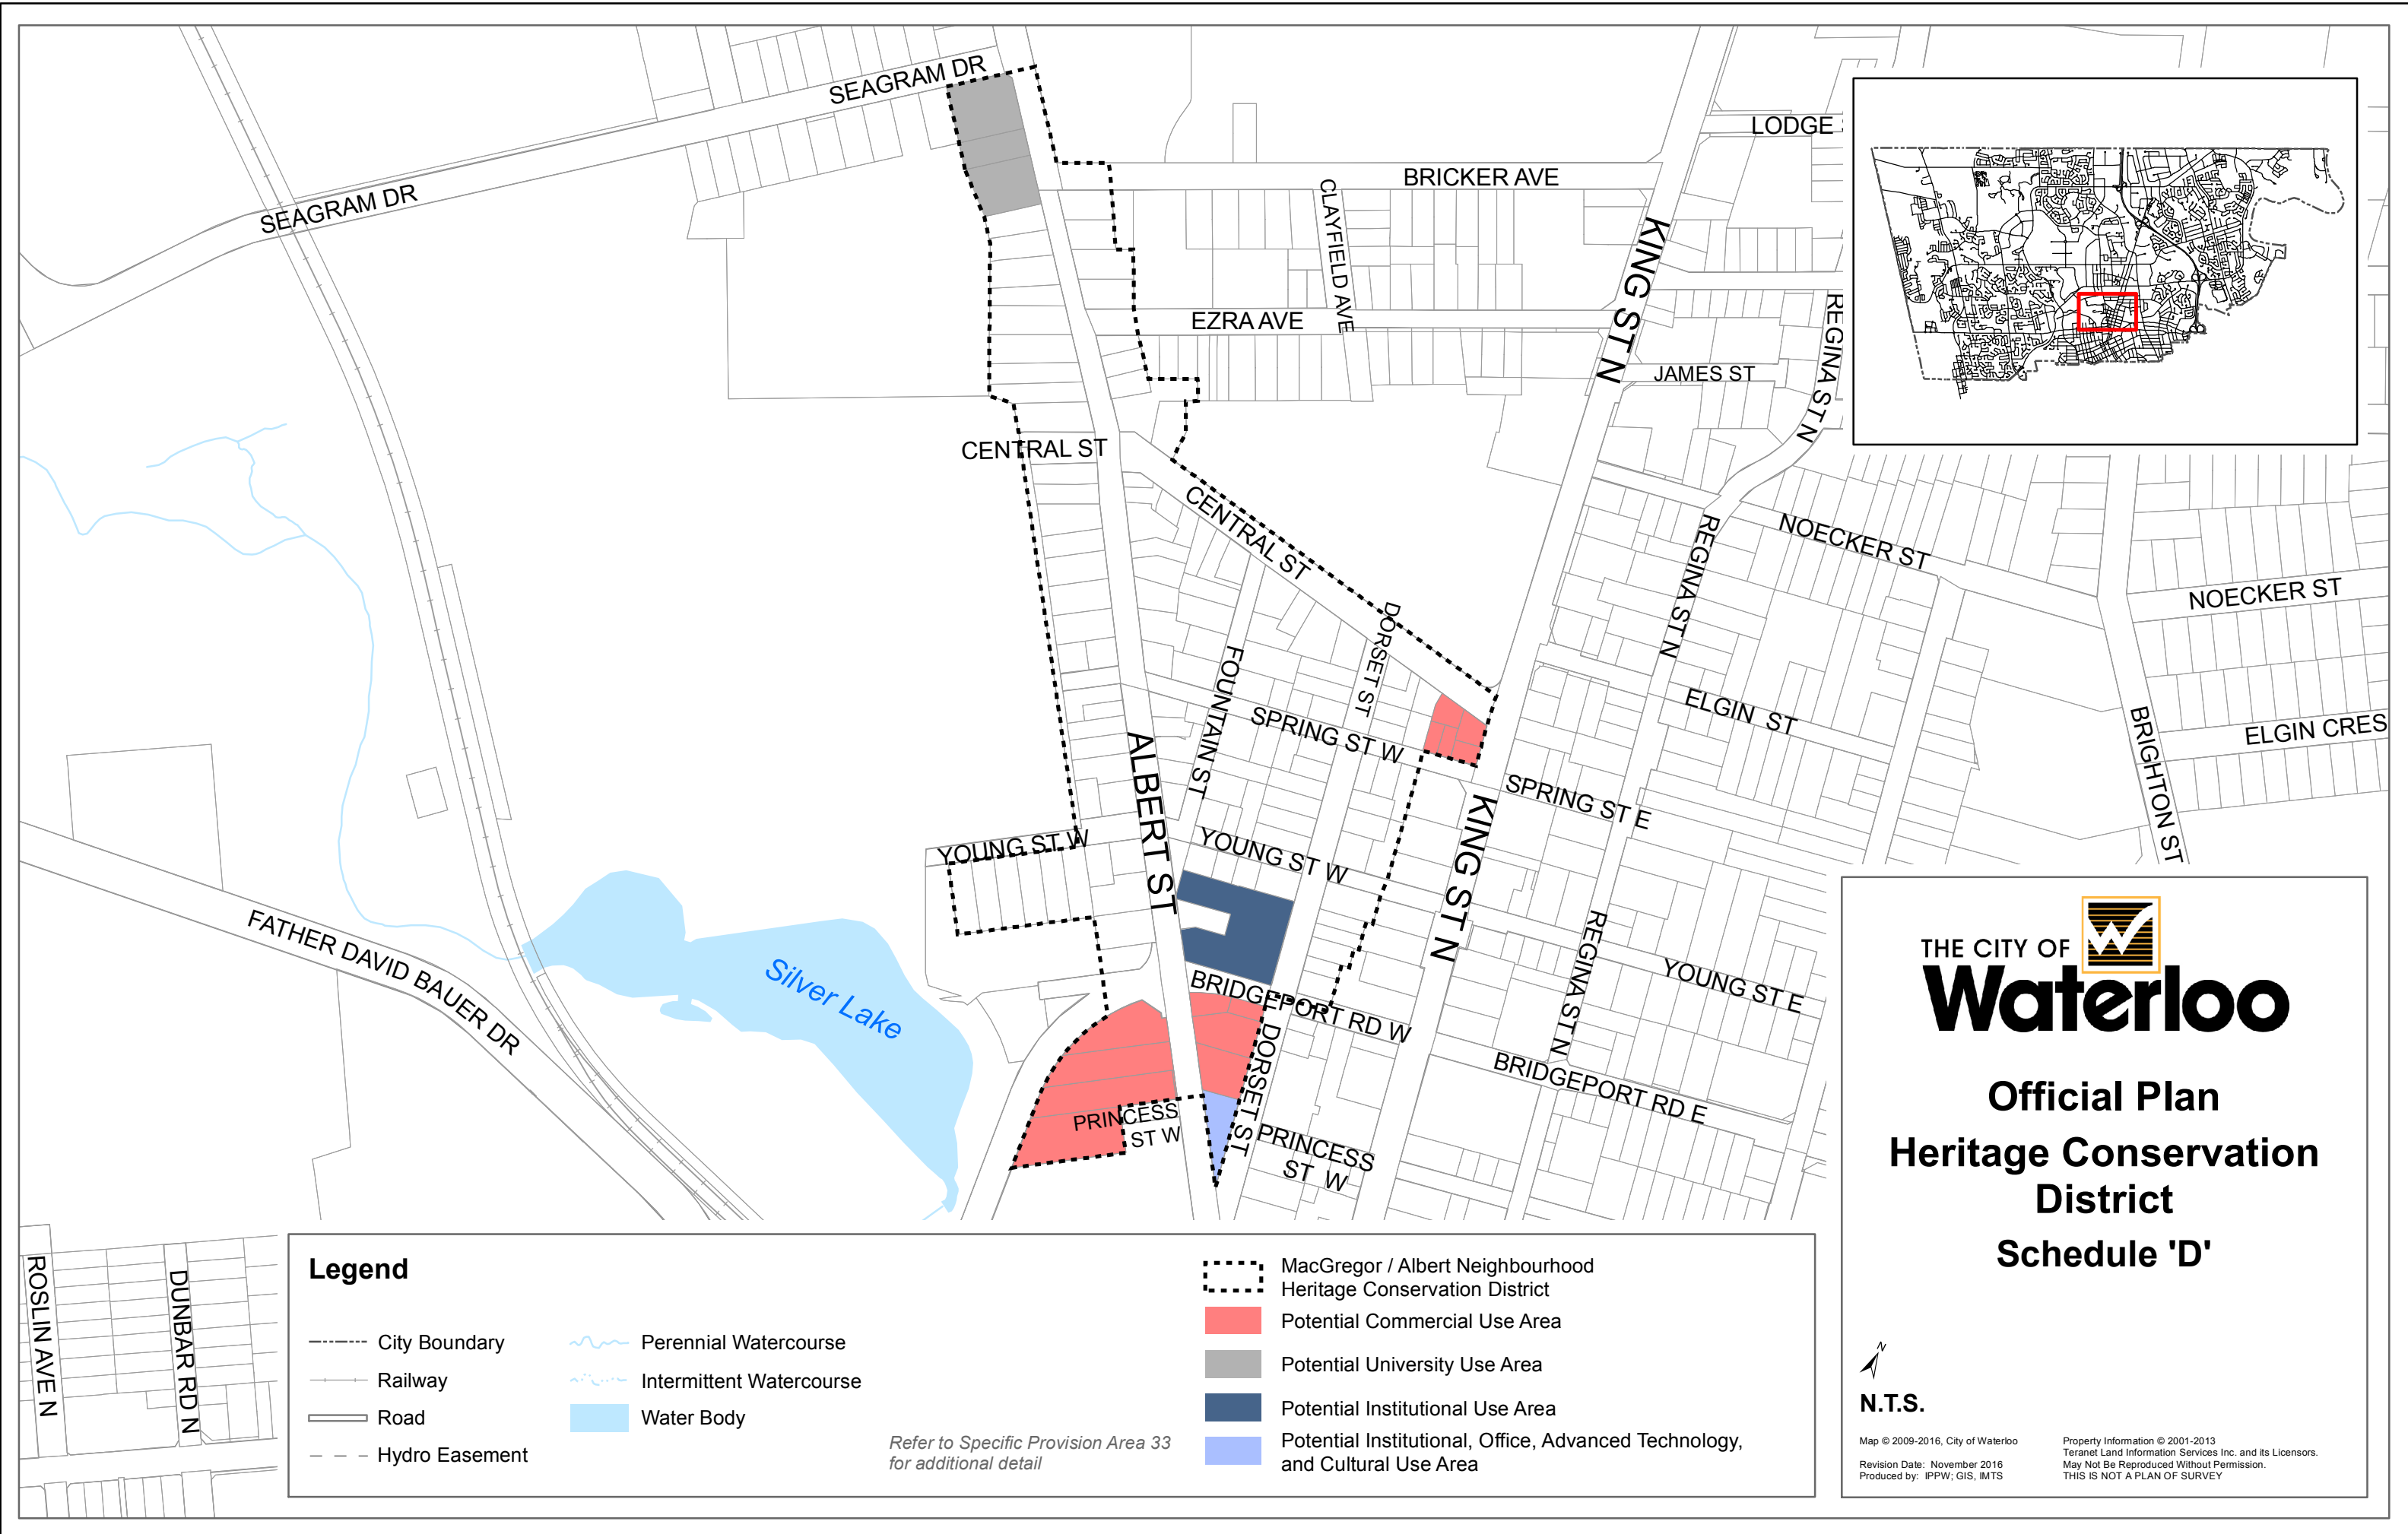 SEAGRAM DR
SEAGRAM DR
LODGE
BRICKER AVE
CLAYFIELD AVE
KING ST N
EZRA AVE
REGINA ST N
JAMES ST
CENTRAL ST
CENTRAL ST
NOECKER ST
REGINA ST N
NOECKER ST
DORSET ST
FOUNTAIN ST
ELGIN ST
SPRING ST W
BRIGHTON ST
ELGIN CRES
ALBERT ST
SPRING ST E
KING ST N
YOUNG ST W
YOUNG ST W
FATHER DAVID BAUER DR
Silver Lake
REGINA ST N
YOUNG ST E
BRIDGEPORT RD W
DORSET ST
BRIDGEPORT RD E
PRINCESS
ST W
PRINCESS
ST W
ROSLIN AVE N
DUNBAR RD N
THE CITY OF
Waterloo
Official Plan
Heritage Conservation
District
Schedule 'D'
N
N.T.S.
Map © 2009-2016, City of Waterloo
Revision Date: November 2016
Produced by: IPPW; GIS, IMTS
Property Information © 2001-2013
Teranet Land Information Services Inc. and its Licensors.
May Not Be Reproduced Without Permission.
THIS IS NOT A PLAN OF SURVEY
Legend
City Boundary
Railway
Road
Hydro Easement
Perennial Watercourse
Intermittent Watercourse
Water Body
Refer to Specific Provision Area 33
for additional detail
MacGregor / Albert Neighbourhood
Heritage Conservation District
Potential Commercial Use Area
Potential University Use Area
Potential Institutional Use Area
Potential Institutional, Office, Advanced Technology,
and Cultural Use Area